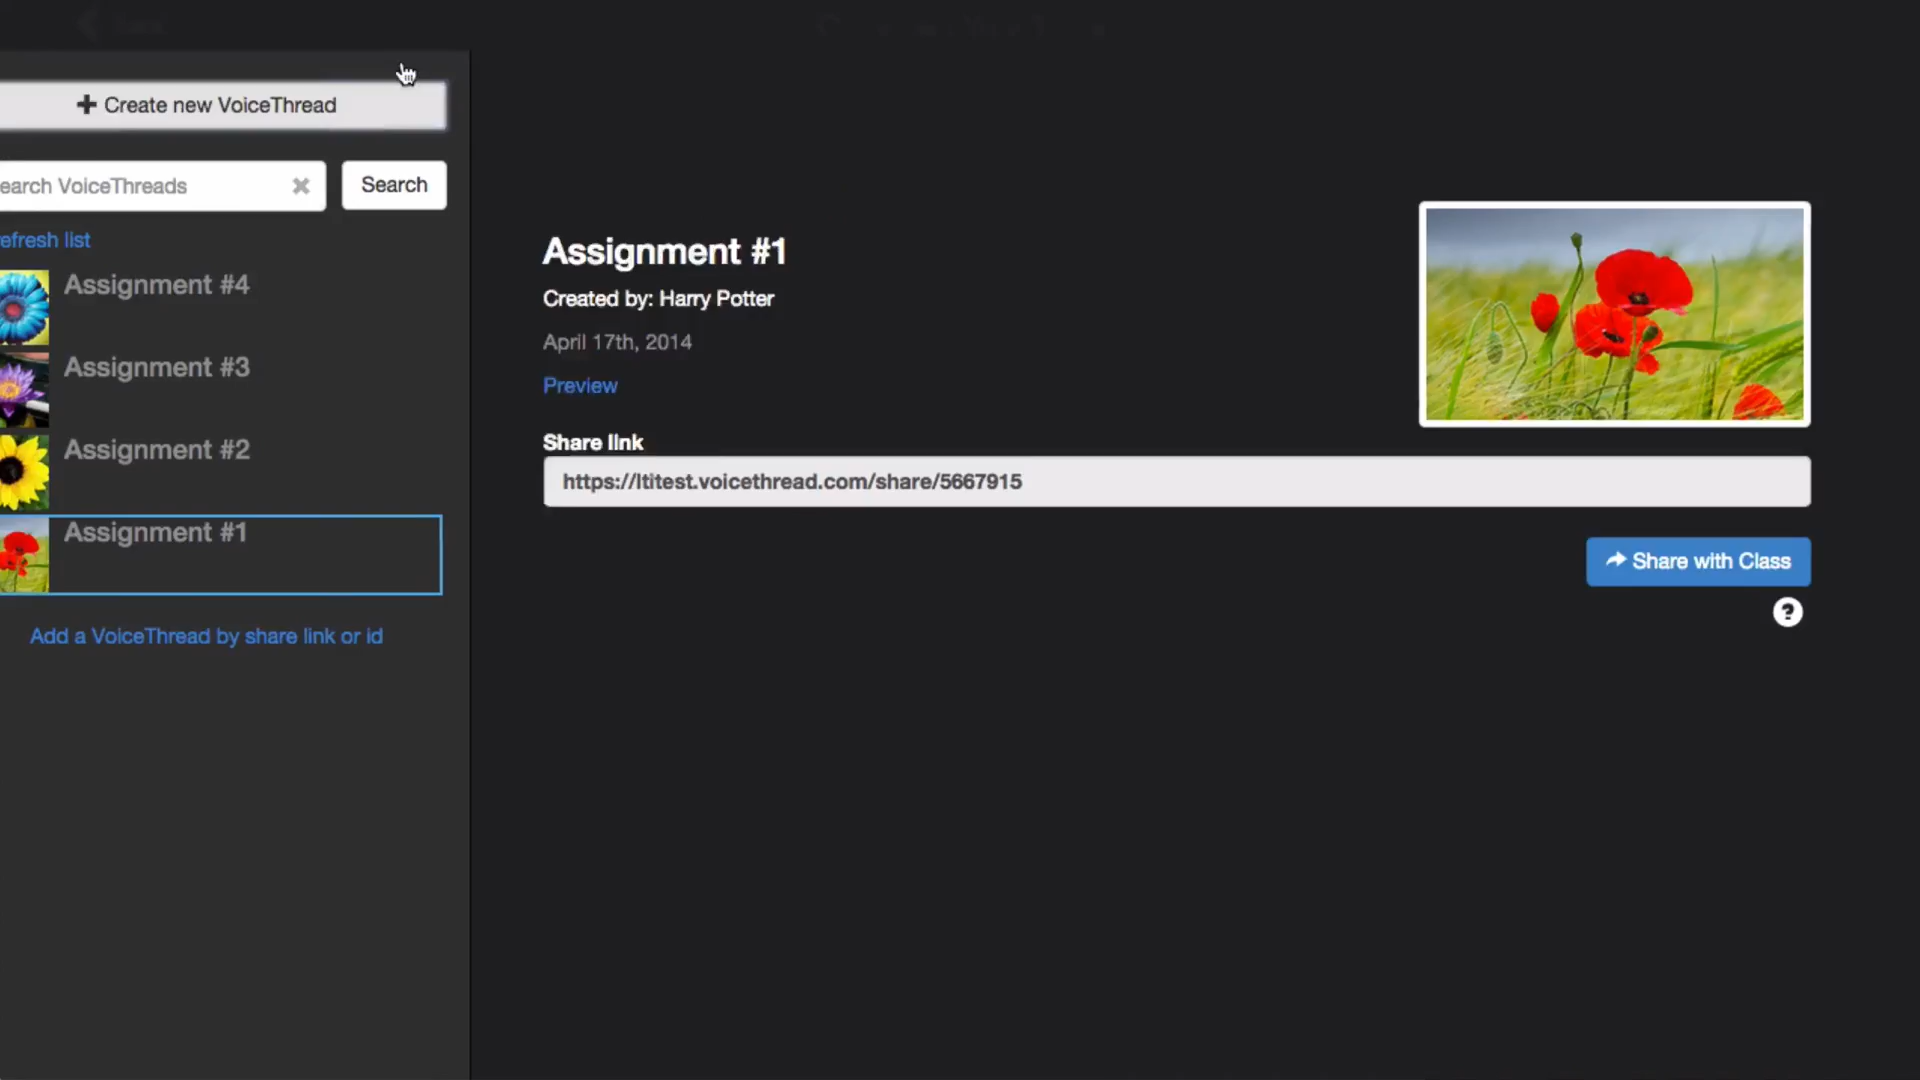 Create new VoiceThread
earch VoiceThreads
Search
efresh list
Assignment #4
Assignment #3
Assignment #2
Assignment #1
Add a VoiceThread by share link or id
Assignment #1
Created by: Harry Potter
April 17th, 2014
Preview
Share link
https://ltitest.voicethread.com/share/5667915
Share with Class
?